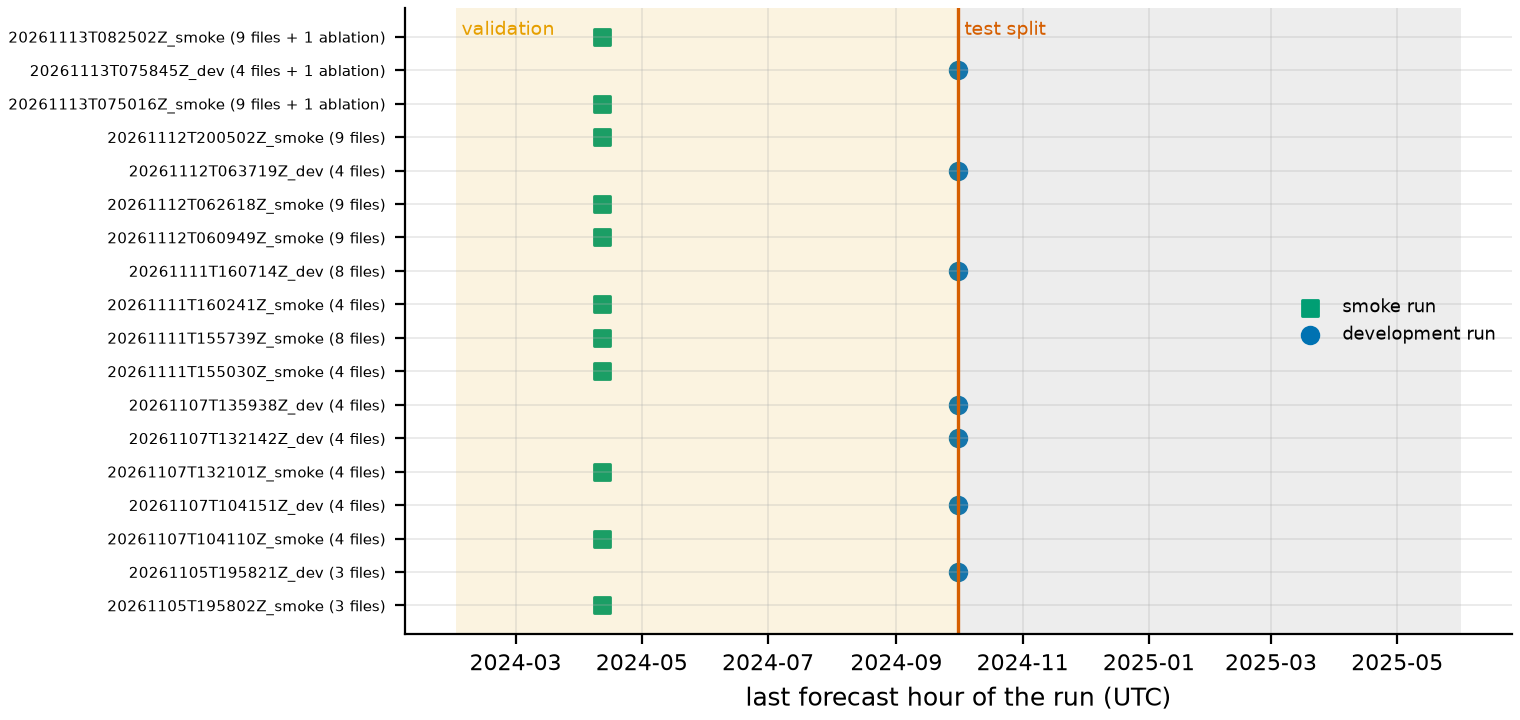 validation
test split
20261113T082502Z_smoke (9 files + 1 ablation)
20261113T075845Z_dev (4 files + 1 ablation)
20261113T075016Z_smoke (9 files + 1 ablation)
20261112T200502Z_smoke (9 files)
20261112T063719Z_dev (4 files)
20261112T062618Z_smoke (9 files)
20261112T060949Z_smoke (9 files)
20261111T160714Z_dev (8 files)
20261111T160241Z_smoke (4 files)
20261111T155739Z_smoke (8 files)
20261111T155030Z_smoke (4 files)
20261107T135938Z_dev (4 files)
20261107T132142Z_dev (4 files)
20261107T132101Z_smoke (4 files)
20261107T104151Z_dev (4 files)
20261107T104110Z_smoke (4 files)
20261105T195821Z_dev (3 files)
20261105T195802Z_smoke (3 files)
smoke run
development run
2024-03 2024-05 2024-07 2024-09 2024-11 2025-01 2025-03 2025-05
last forecast hour of the run (UTC)